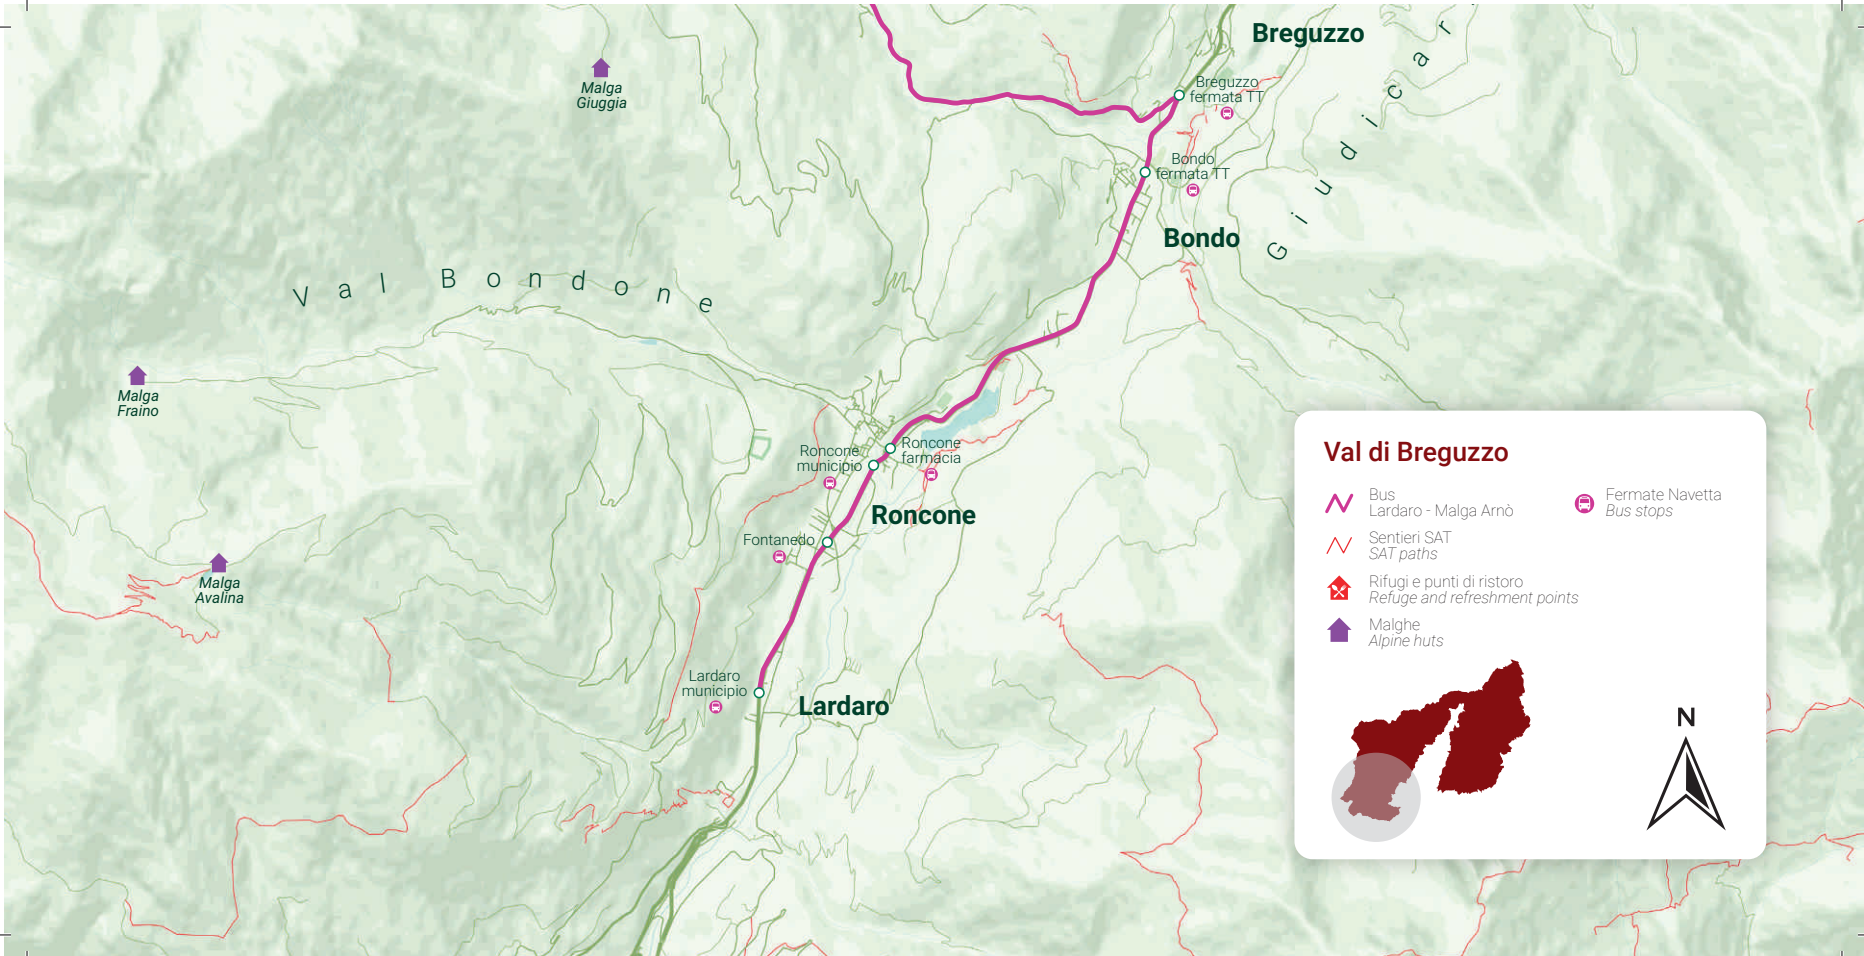 Breguzzo
Breguzzo
fermata TT
Malga
Giuggia
Bondo
fermata TT
Bondo
Giudicar
Val Bondone
Malga
Fraino
Roncone
municipio
Roncone
farmacia
Roncone
Fontanedo
Malga
Avalina
Lardaro
municipio
Lardaro
Val di Breguzzo
Bus
Lardaro - Malga Arnò
Fermate Navetta
Bus stops
Sentieri SAT
SAT paths
Rifugi e punti di ristoro
Refuge and refreshment points
Malghe
Alpine huts
N